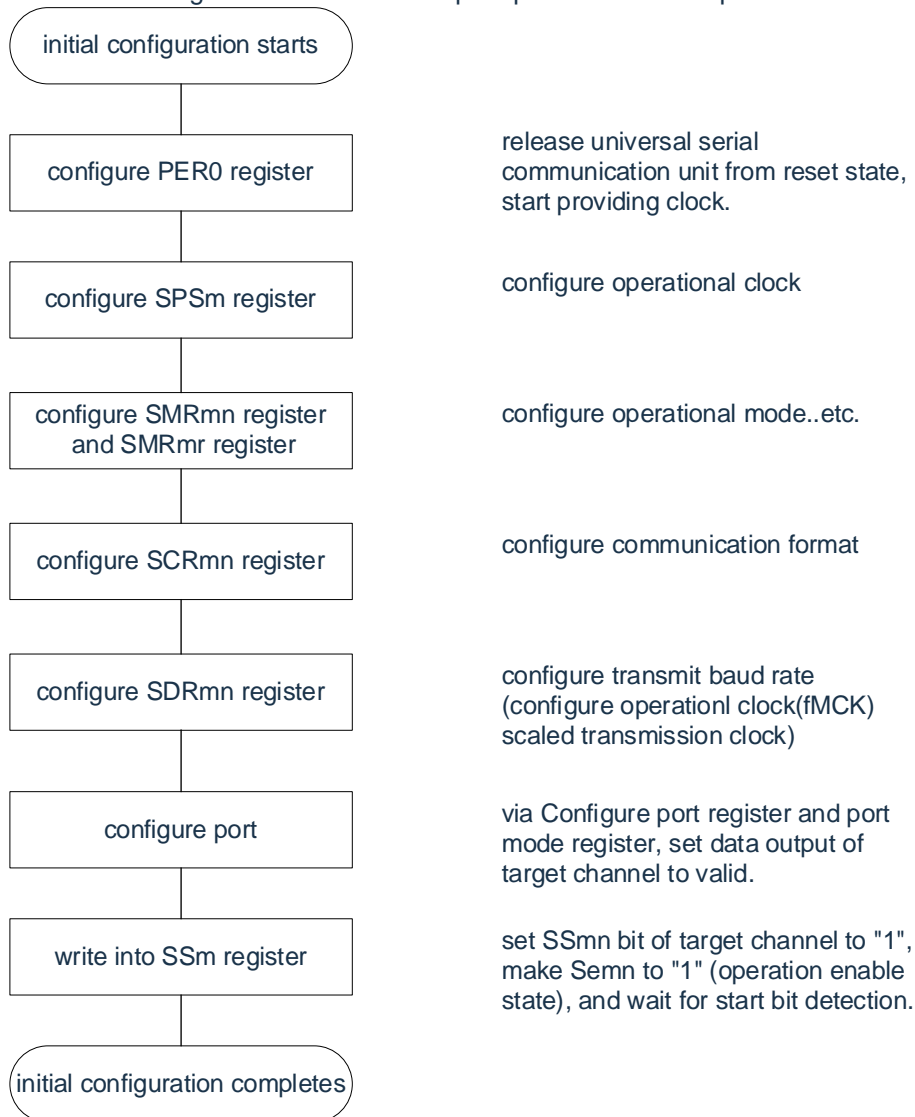 initial configuration starts
configure PER0 register
release universal serial
communication unit from reset state,
start providing clock.
configure SPSm register
configure operational clock
configure SMRmn register
and SMRmr register
configure operational mode..etc.
configure SCRmn register
configure communication format
configure SDRmn register
configure transmit baud rate
(configure operationl clock(fMCK)
scaled transmission clock)
configure port
via Configure port register and port
mode register, set data output of
target channel to valid.
write into SSm register
set SSmn bit of target channel to "1",
make Semn to "1" (operation enable
state), and wait for start bit detection.
initial configuration completes